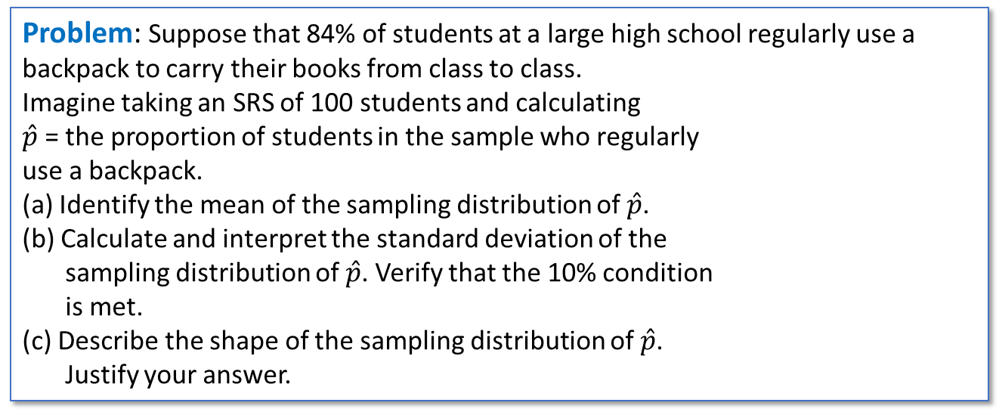 Problem: Suppose that 84% of students at a large high school regularly use a
backpack to carry their books from class to class.
Imagine taking an SRS of 100 students and calculating
p̂ = the proportion of students in the sample who regularly
use a backpack.
(a) Identify the mean of the sampling distribution of p̂.
(b) Calculate and interpret the standard deviation of the
sampling distribution of p̂. Verify that the 10% condition
is met.
(c) Describe the shape of the sampling distribution of p̂.
Justify your answer.